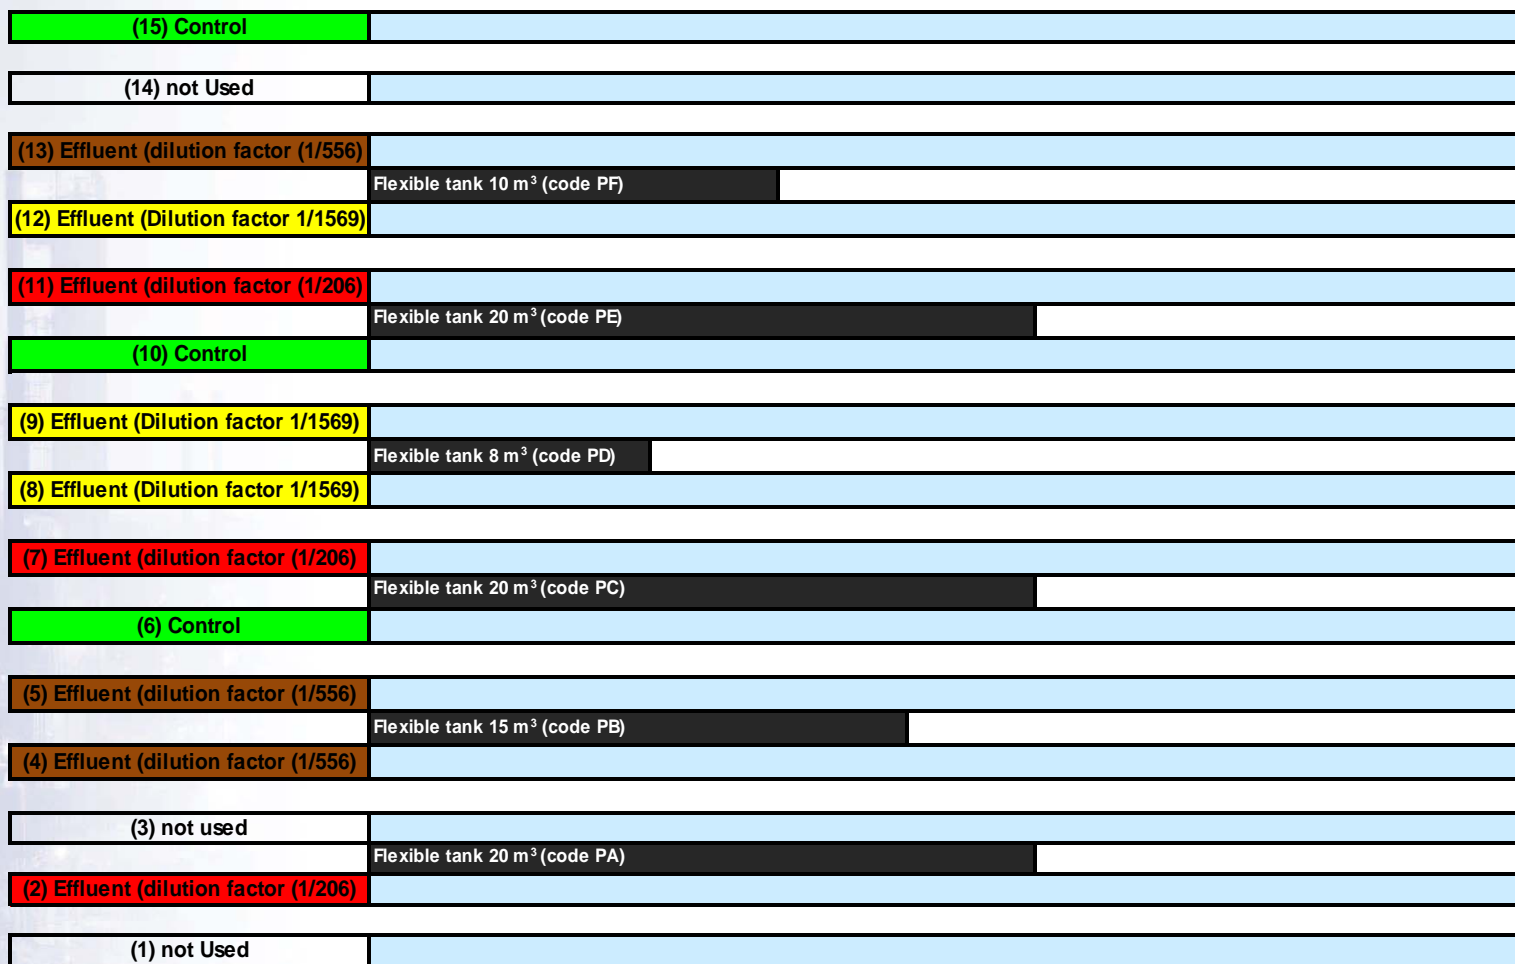 (15) Control
(14) not Used
(13) Effluent (dilution factor (1/556)
Flexible tank 10 m³ (code PF)
(12) Effluent (Dilution factor 1/1569)
(11) Effluent (dilution factor (1/206)
Flexible tank 20 m³ (code PE)
(10) Control
(9) Effluent (Dilution factor 1/1569)
Flexible tank 8 m³ (code PD)
(8) Effluent (Dilution factor 1/1569)
(7) Effluent (dilution factor (1/206)
Flexible tank 20 m³ (code PC)
(6) Control
(5) Effluent (dilution factor (1/556)
Flexible tank 15 m³ (code PB)
(4) Effluent (dilution factor (1/556)
(3) not used
Flexible tank 20 m³ (code PA)
(2) Effluent (dilution factor (1/206)
(1) not Used